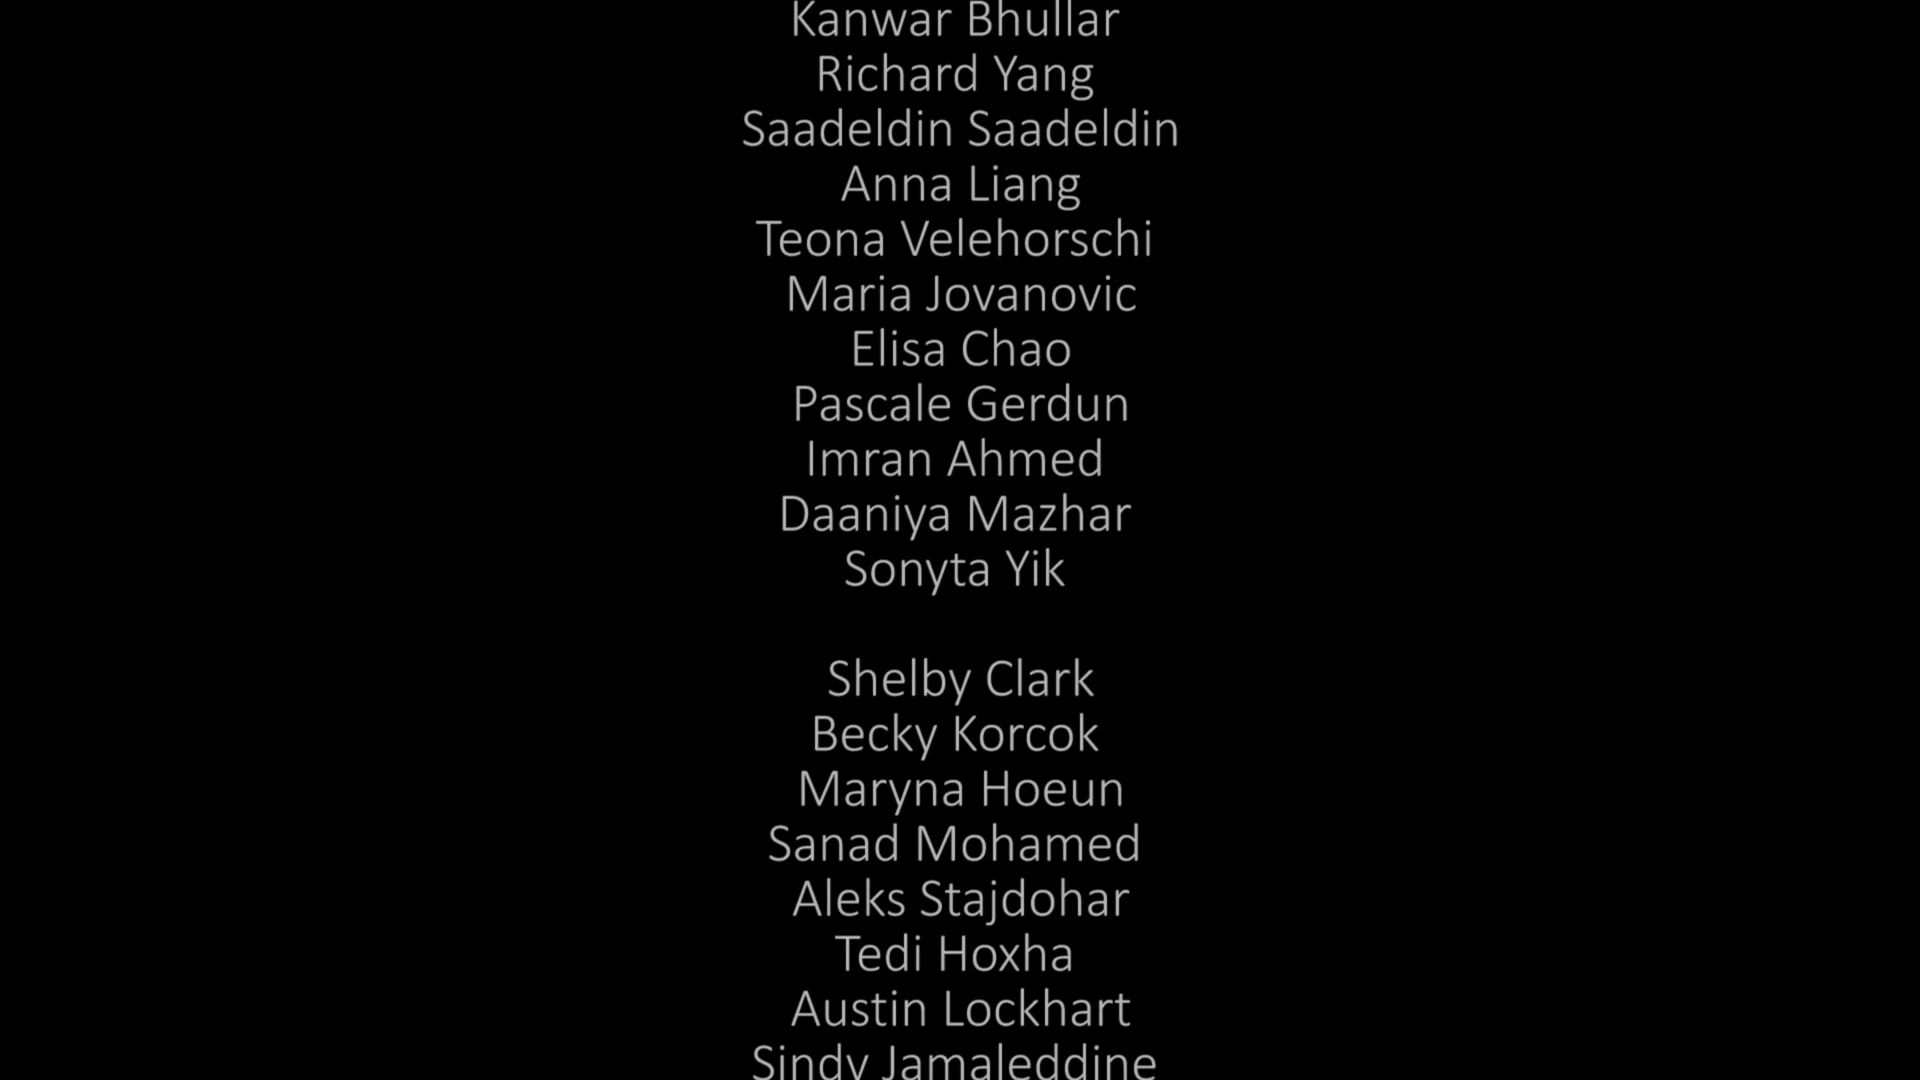 Kanwar Bhullar
Richard Yang
Saadeldin Saadeldin
Anna Liang
Teona Velehorschi
Maria Jovanovic
Elisa Chao
Pascale Gerdun
Imran Ahmed
Daaniya Mazhar
Sonyta Yik
Shelby Clark
Becky Korcok
Maryna Hoeun
Sanad Mohamed
Aleks Stajdohar
Tedi Hoxha
Austin Lockhart
Sindy Jamaleddine